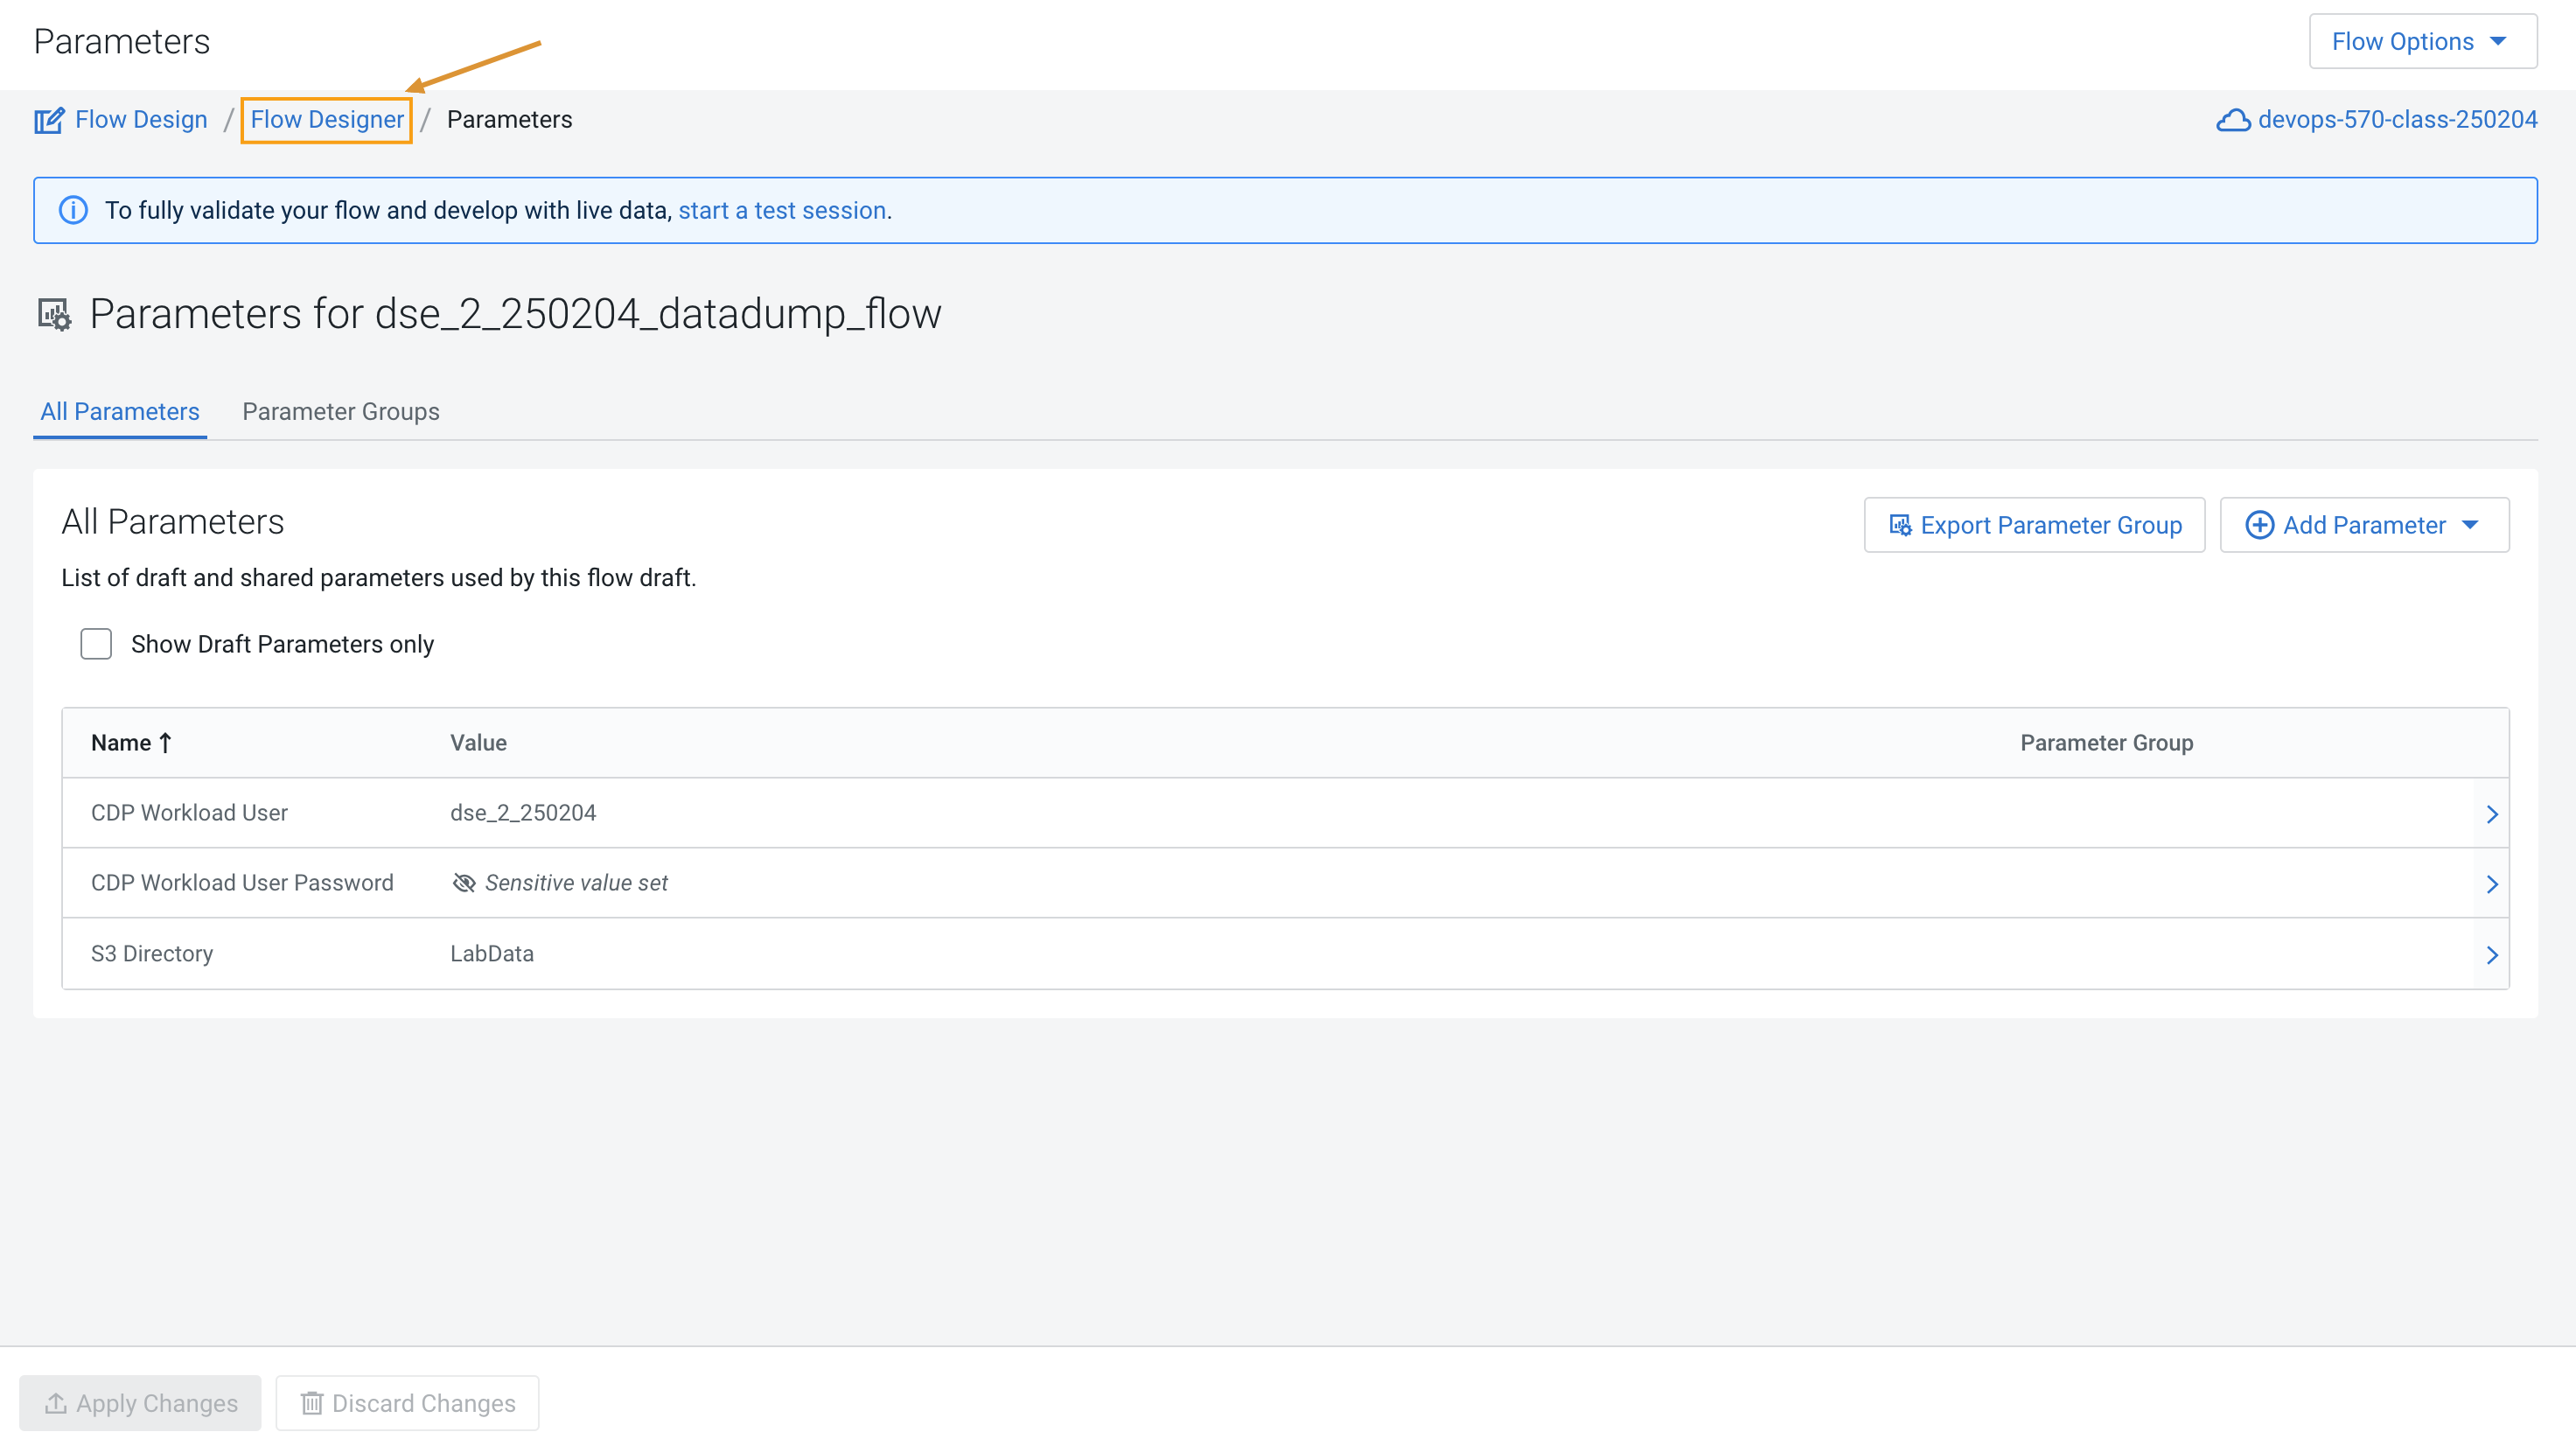 Parameters
Flow Options
Flow Design / Flow Designer / Parameters
devops-570-class-250204
To fully validate your flow and develop with live data, start a test session.
Parameters for dse_2_250204_datadump_flow
All Parameters Parameter Groups
All Parameters
Export Parameter Group
Add Parameter
List of draft and shared parameters used by this flow draft.
Show Draft Parameters only
Name ↑ Value Parameter Group
CDP Workload User dse_2_250204
CDP Workload User Password Sensitive value set
S3 Directory LabData
Apply Changes Discard Changes